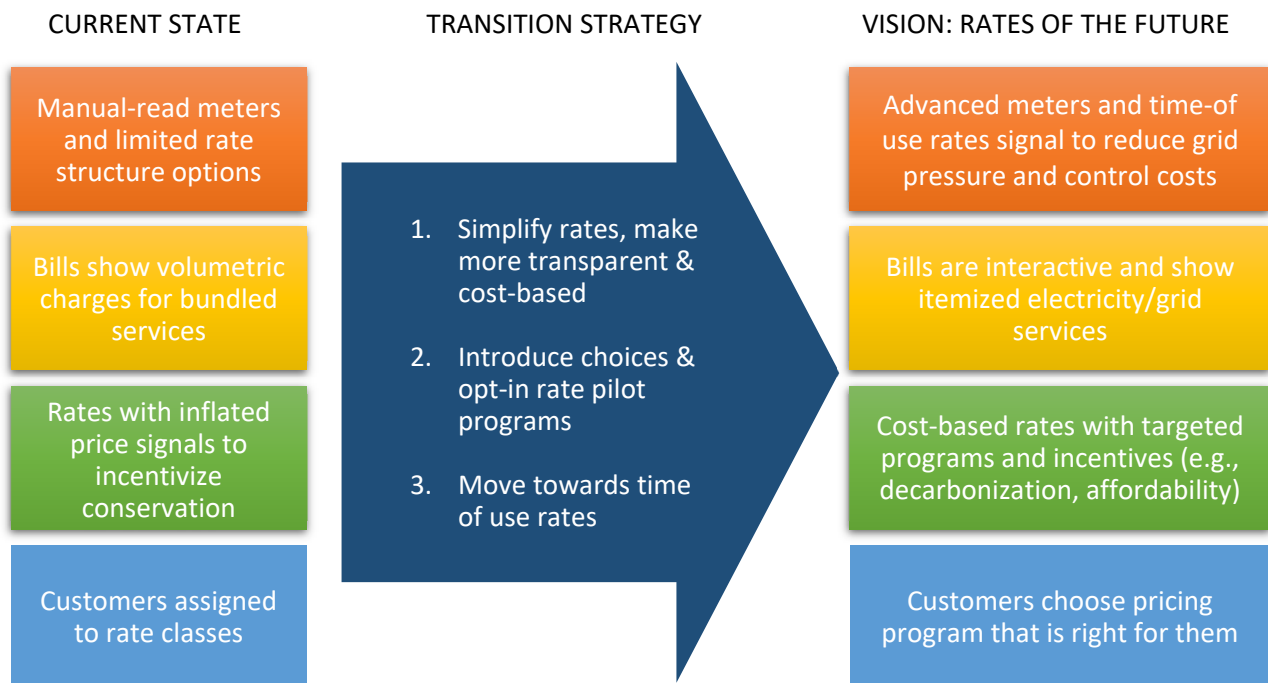 CURRENT STATE
Manual-read meters
and limited rate
structure options
Bills show volumetric
charges for bundled
services
Rates with inflated
price signals to
incentivize
conservation
Customers assigned
to rate classes
TRANSITION STRATEGY
1. Simplify rates, make
more transparent &
cost-based
2. Introduce choices &
opt-in rate pilot
programs
3. Move towards time
of use rates
VISION: RATES OF THE FUTURE
Advanced meters and time-of
use rates signal to reduce grid
pressure and control costs
Bills are interactive and show
itemized electricity/grid
services
Cost-based rates with targeted
programs and incentives (e.g.,
decarbonization, affordability)
Customers choose pricing
program that is right for them